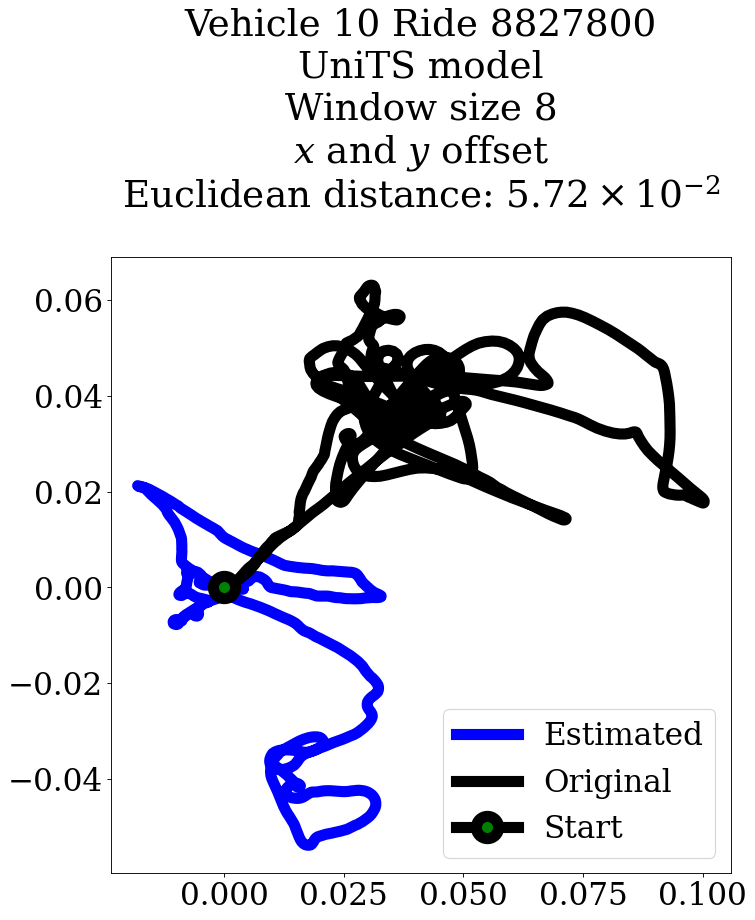 Vehicle 10 Ride 8827800
UniTS model
Window size 8
x and y offset
Euclidean distance: 5.72 × 10⁻²
0.06
0.04
0.02
0.00
−0.02
−0.04
Estimated
Original
Start
0.000 0.025 0.050 0.075 0.100